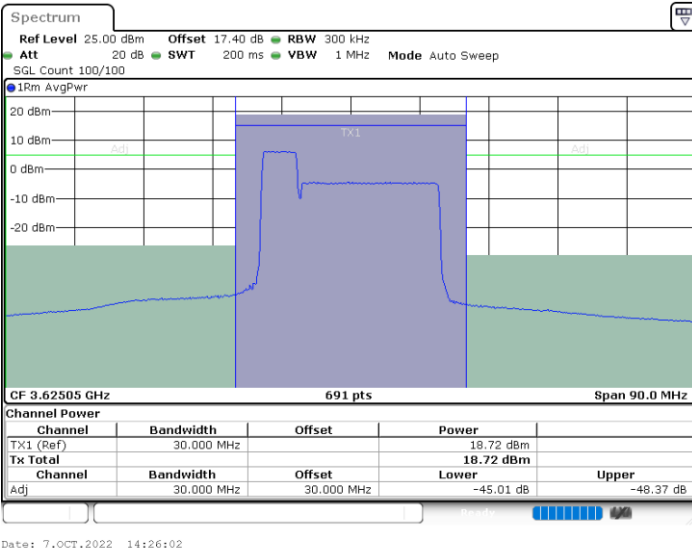 Spectrum
Ref Level 25.00 dBm Offset 17.40 dB RBW 300 kHz
Att 20 dB SWT 200 ms VBW 1 MHz Mode Auto Sweep
SGL Count 100/100
1Rm AvgPwr
20 dBm
TX1
10 dBm
Adj
Adj
0 dBm
-10 dBm
-20 dBm
CF 3.62505 GHz 691 pts Span 90.0 MHz
Channel Power
Channel Bandwidth Offset Power
TX1 (Ref) 30.000 MHz 18.72 dBm
Tx Total 18.72 dBm
Channel Bandwidth Offset Lower Upper
Adj 30.000 MHz 30.000 MHz -45.01 dB -48.37 dB
Ready
Date: 7.OCT.2022 14:26:02